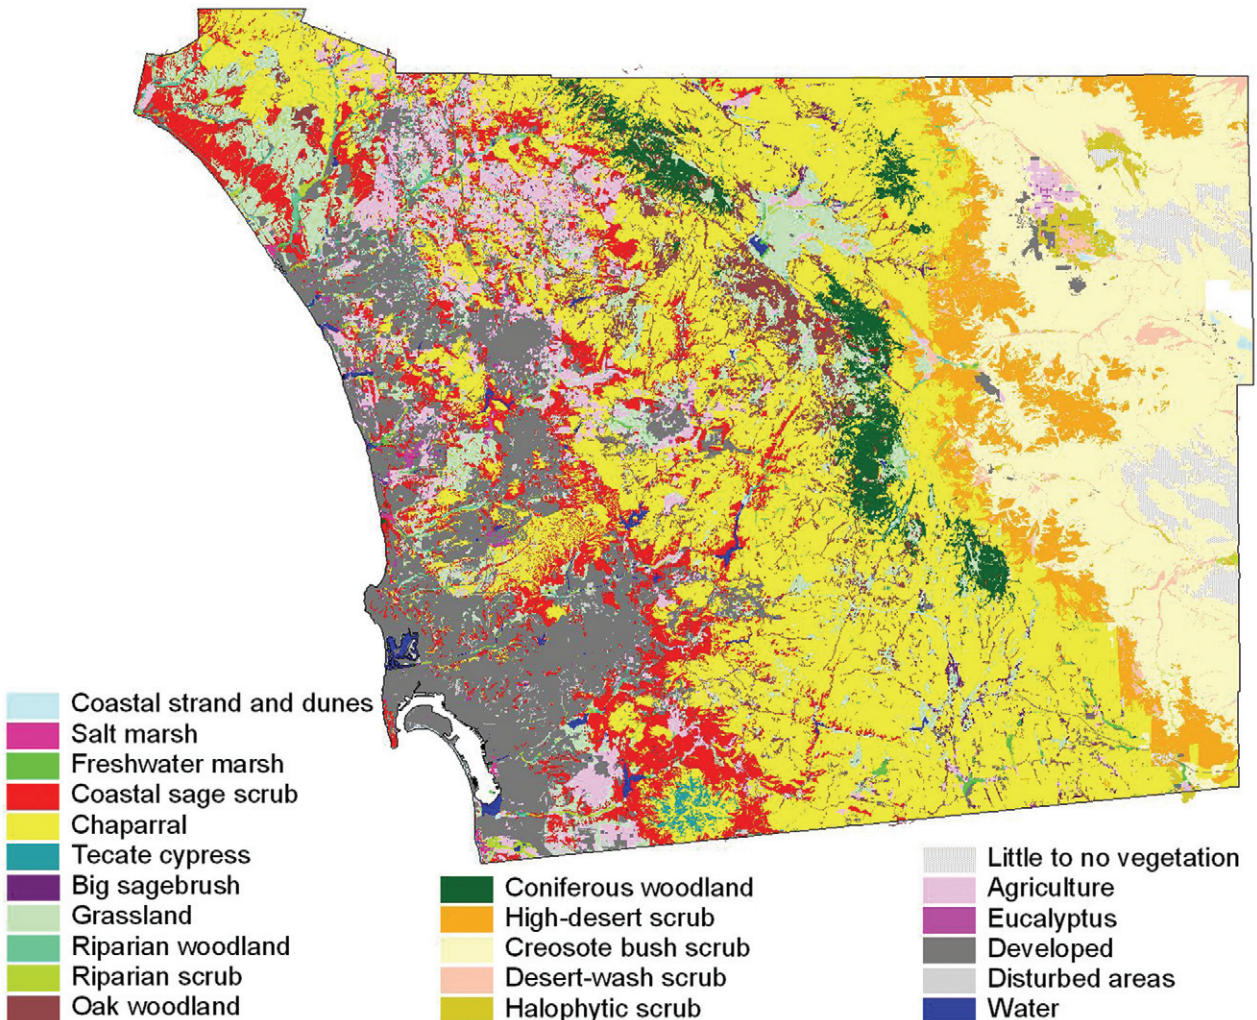 Coastal strand and dunes
Salt marsh
Freshwater marsh
Coastal sage scrub
Chaparral
Tecate cypress
Big sagebrush
Grassland
Riparian woodland
Riparian scrub
Oak woodland
Coniferous woodland
High-desert scrub
Creosote bush scrub
Desert-wash scrub
Halophytic scrub
Little to no vegetation
Agriculture
Eucalyptus
Developed
Disturbed areas
Water